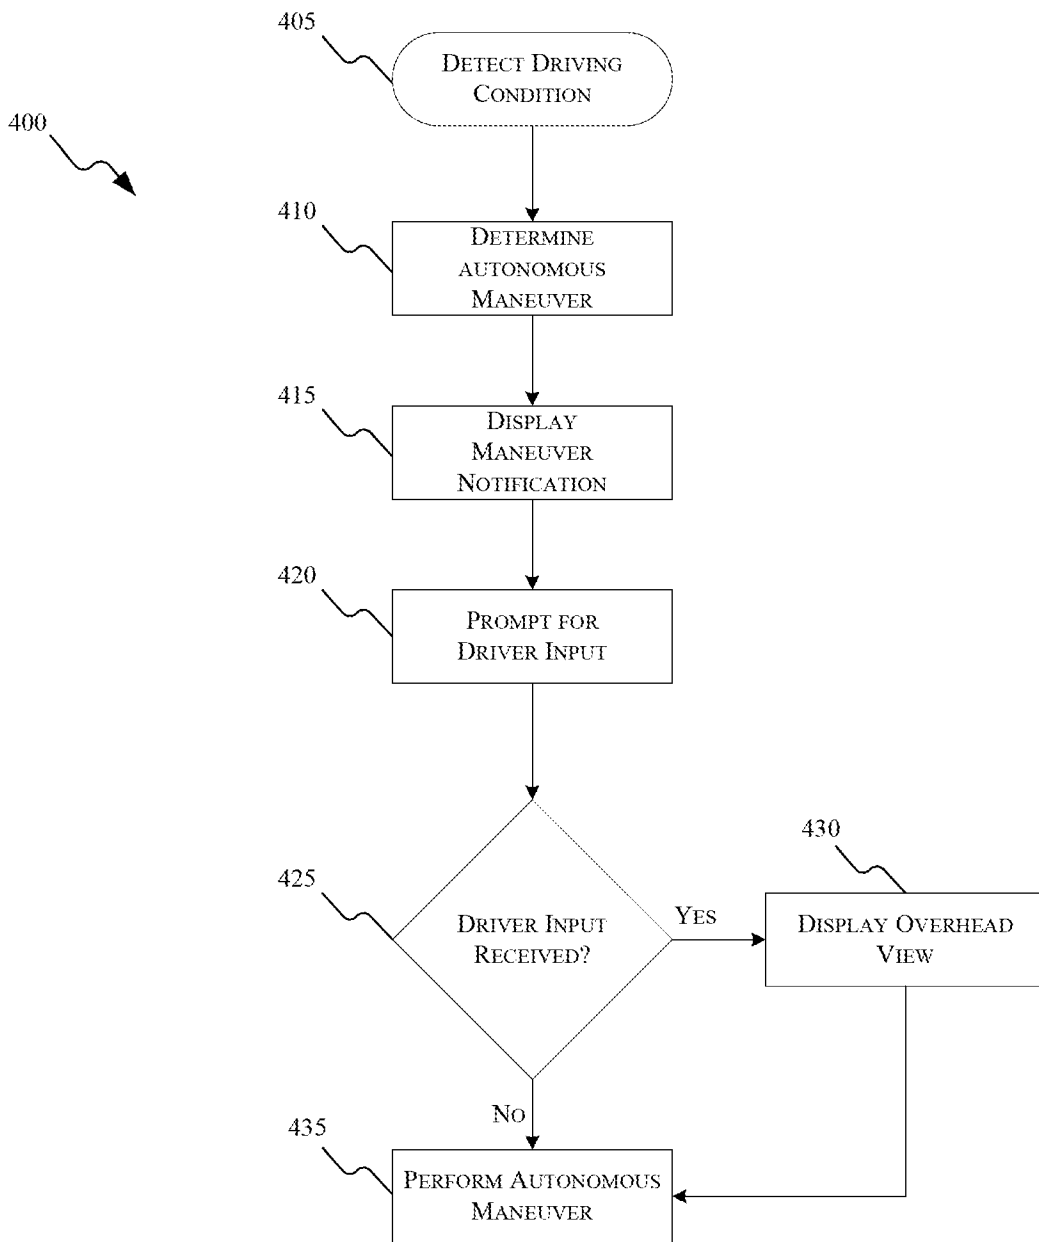 405
DETECT DRIVING
CONDITION
400
410
DETERMINE
AUTONOMOUS
MANEUVER
415
DISPLAY
MANEUVER
NOTIFICATION
420
PROMPT FOR
DRIVER INPUT
425
DRIVER INPUT
RECEIVED?
YES
430
DISPLAY OVERHEAD
VIEW
NO
435
PERFORM AUTONOMOUS
MANEUVER